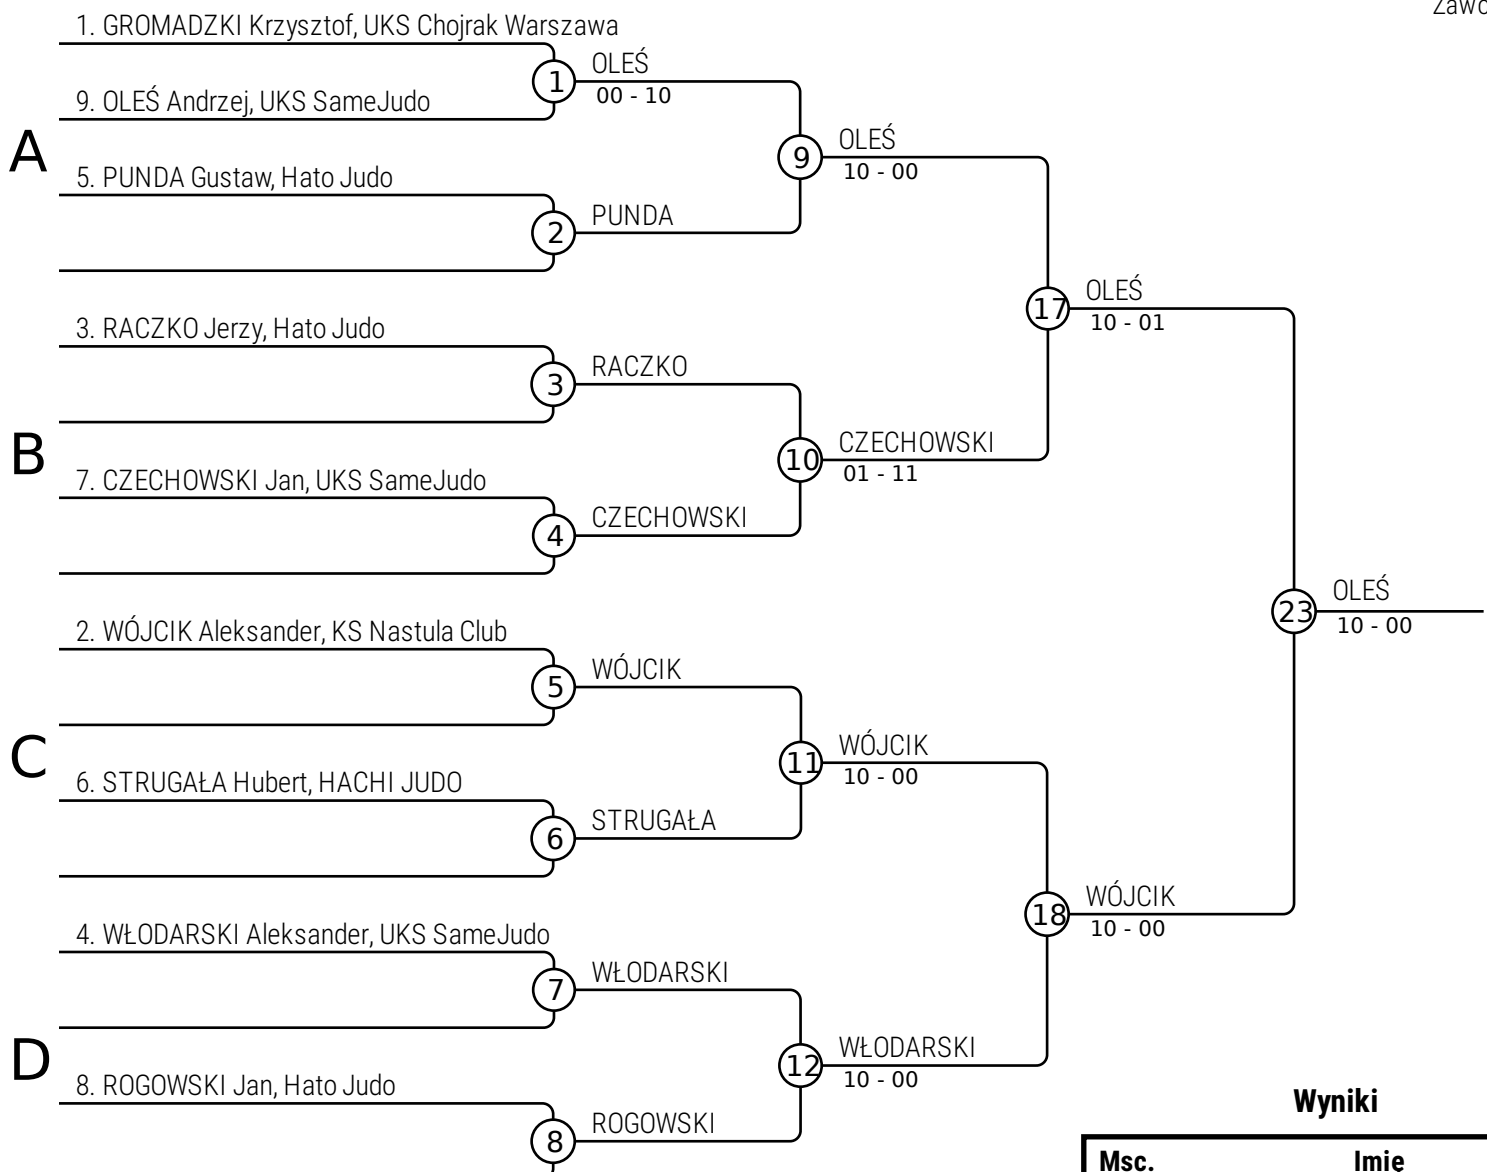 1. GROMADZKI Krzysztof, UKS Chojrak Warszawa
1
OLEŚ
00 - 10
9. OLEŚ Andrzej, UKS SameJudo
A
9
OLEŚ
10 - 00
5. PUNDA Gustaw, Hato Judo
2
PUNDA
17
OLEŚ
10 - 01
3. RACZKO Jerzy, Hato Judo
3
RACZKO
B
10
CZECHOWSKI
01 - 11
7. CZECHOWSKI Jan, UKS SameJudo
4
CZECHOWSKI
23
OLEŚ
10 - 00
2. WÓJCIK Aleksander, KS Nastula Club
5
WÓJCIK
C
11
WÓJCIK
10 - 00
6. STRUGAŁA Hubert, HACHI JUDO
6
STRUGAŁA
18
WÓJCIK
10 - 00
4. WŁODARSKI Aleksander, UKS SameJudo
7
WŁODARSKI
D
12
WŁODARSKI
10 - 00
8. ROGOWSKI Jan, Hato Judo
8
ROGOWSKI
Wyniki
Msc. Imię